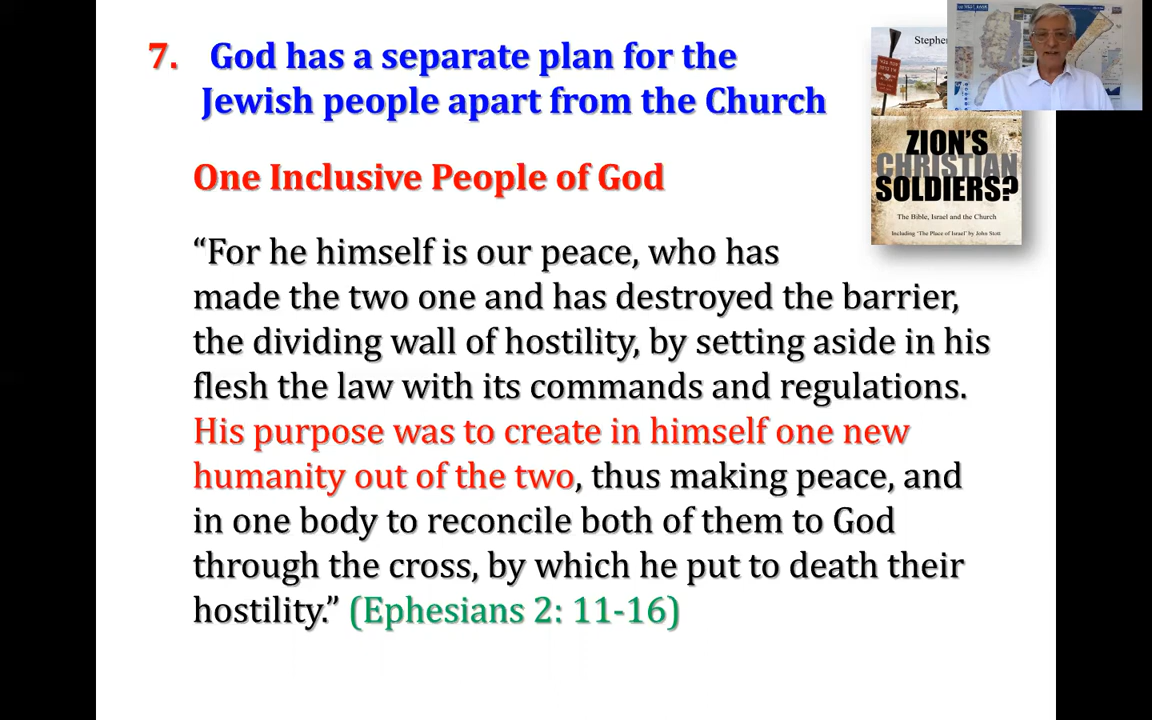 7. God has a separate plan for the
Jewish people apart from the Church
One Inclusive People of God
“For he himself is our peace, who has
made the two one and has destroyed the barrier,
the dividing wall of hostility, by setting aside in his
flesh the law with its commands and regulations.
His purpose was to create in himself one new
humanity out of the two, thus making peace, and
in one body to reconcile both of them to God
through the cross, by which he put to death their
hostility.” (Ephesians 2: 11-16)
ZION'S
CHRISTIAN
SOLDIERS?
The Bible, Israel and the Church
Including 'The Place of Israel' by John Stott